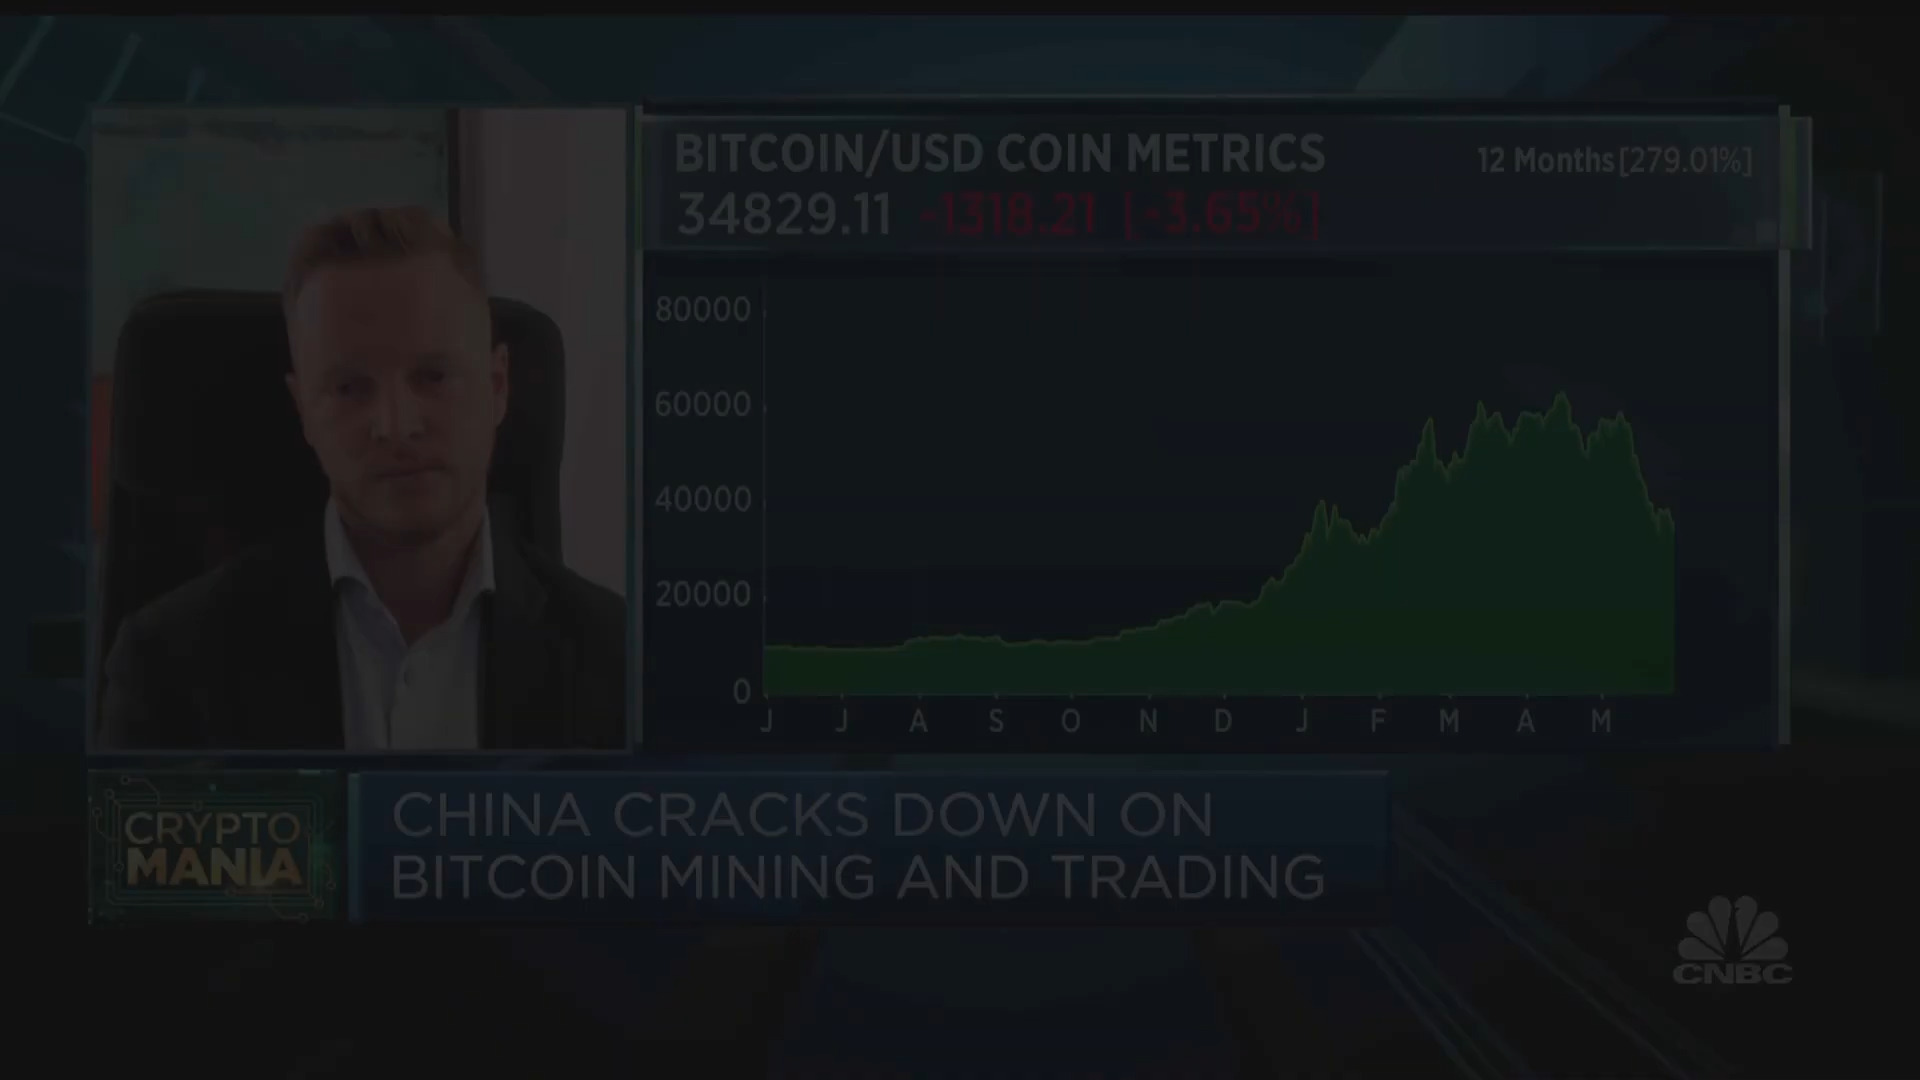 BITCOIN/USD COIN METRICS
12 Months[279.01%]
34829.11 -1318.21 [-3.65%]
80000
60000
40000
20000
0
J J A S O N D J F M A M
CRYPTO
MANIA
CHINA CRACKS DOWN ON
BITCOIN MINING AND TRADING
CNBC